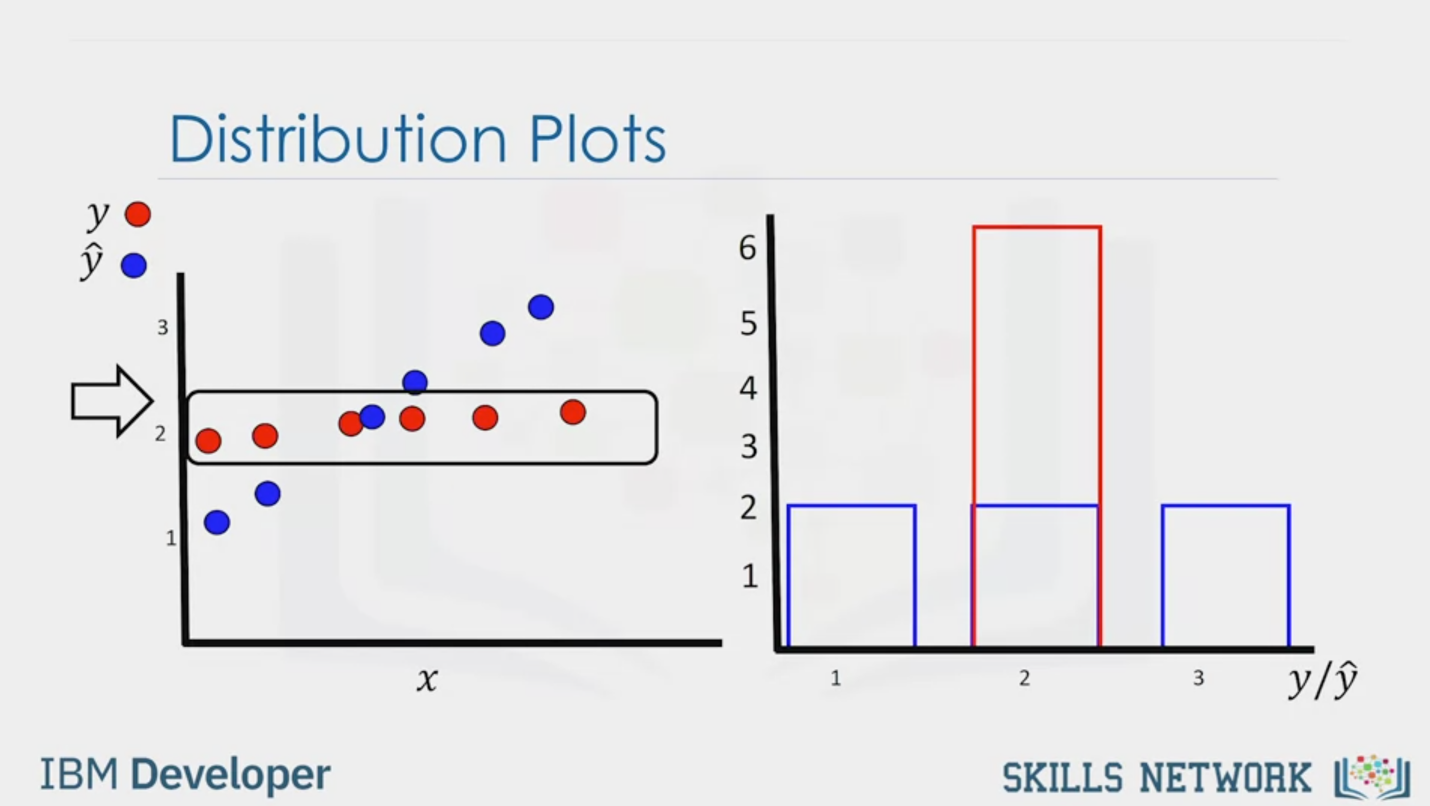 Distribution Plots
y
ŷ
3
2
1
x
6
5
4
3
2
1
1 2 3 y/ŷ
IBM Developer
SKILLS NETWORK